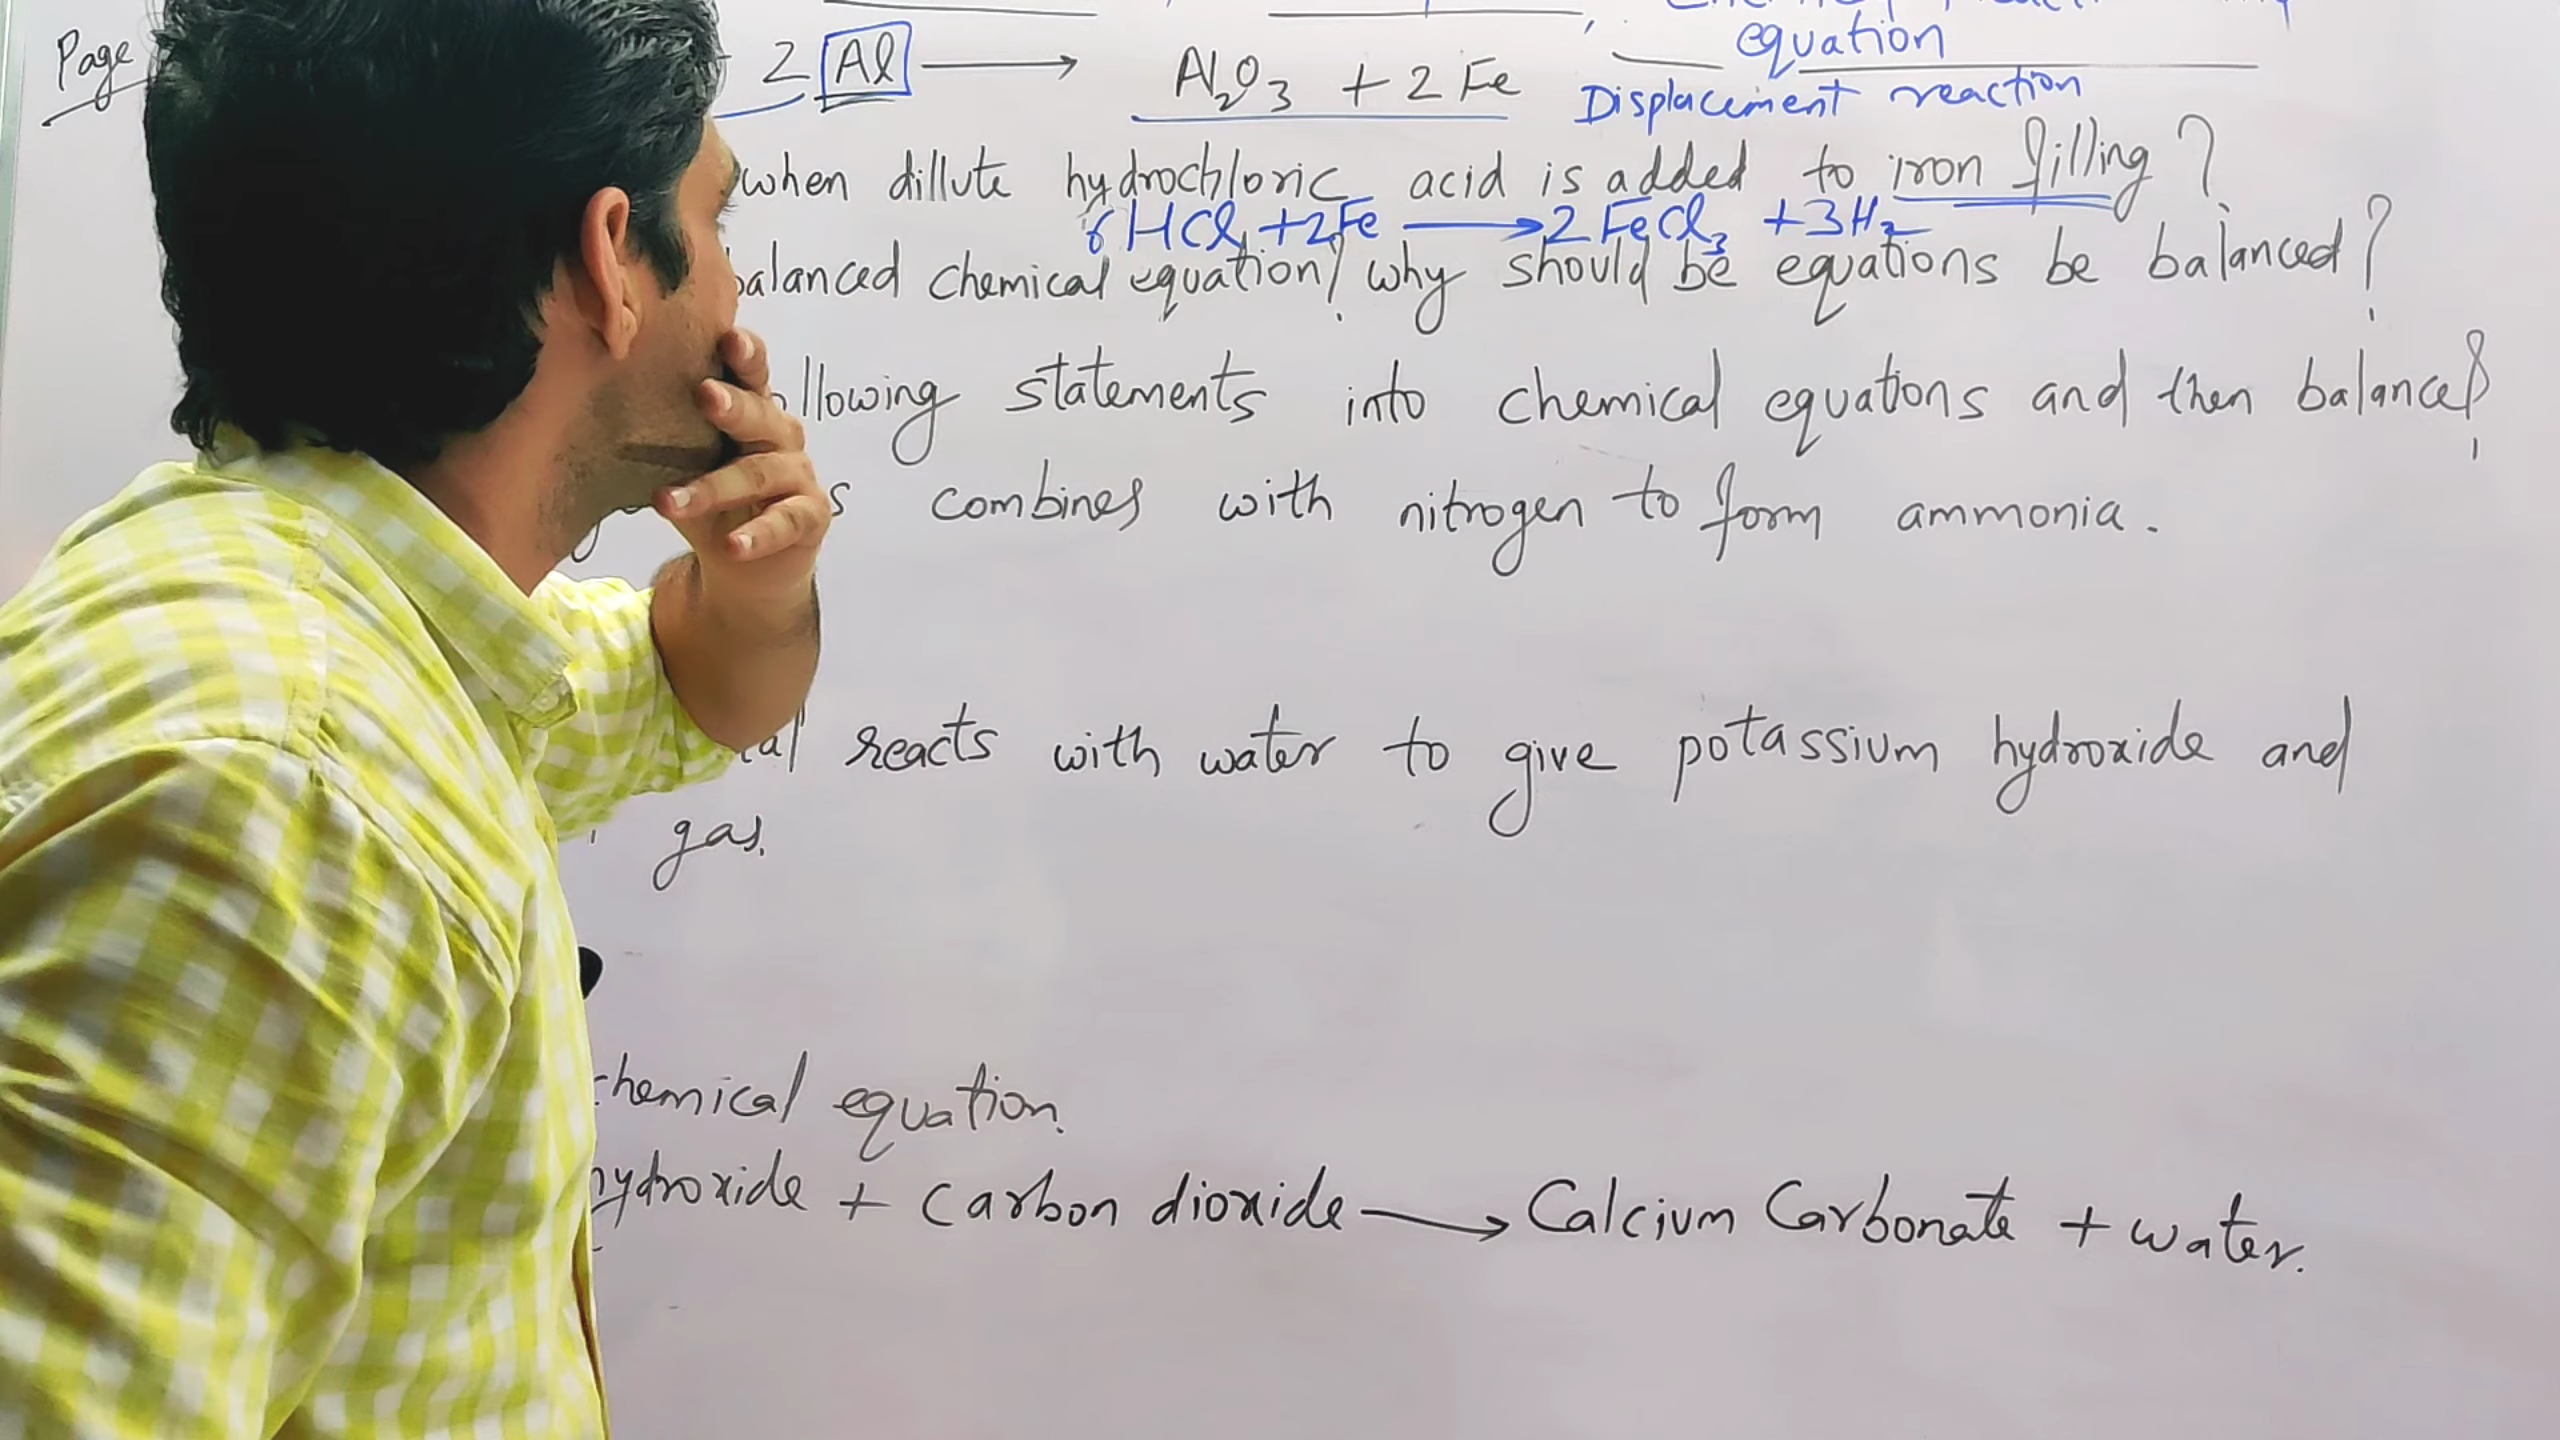 equation
Page 2 Al → Al2O3 + 2 Fe Displacement reaction
when dillute hydrochloric acid is added to iron filling?
6 HCl + 2Fe → 2 FeCl3 + 3H2
balanced chemical equation? why should be equations be balanced?
following statements into chemical equations and then balance?
s combines with nitrogen to form ammonia.
tal reacts with water to give potassium hydroxide and
gas.
chemical equation.
hydroxide + Carbon dioxide → Calcium Carbonate + water.